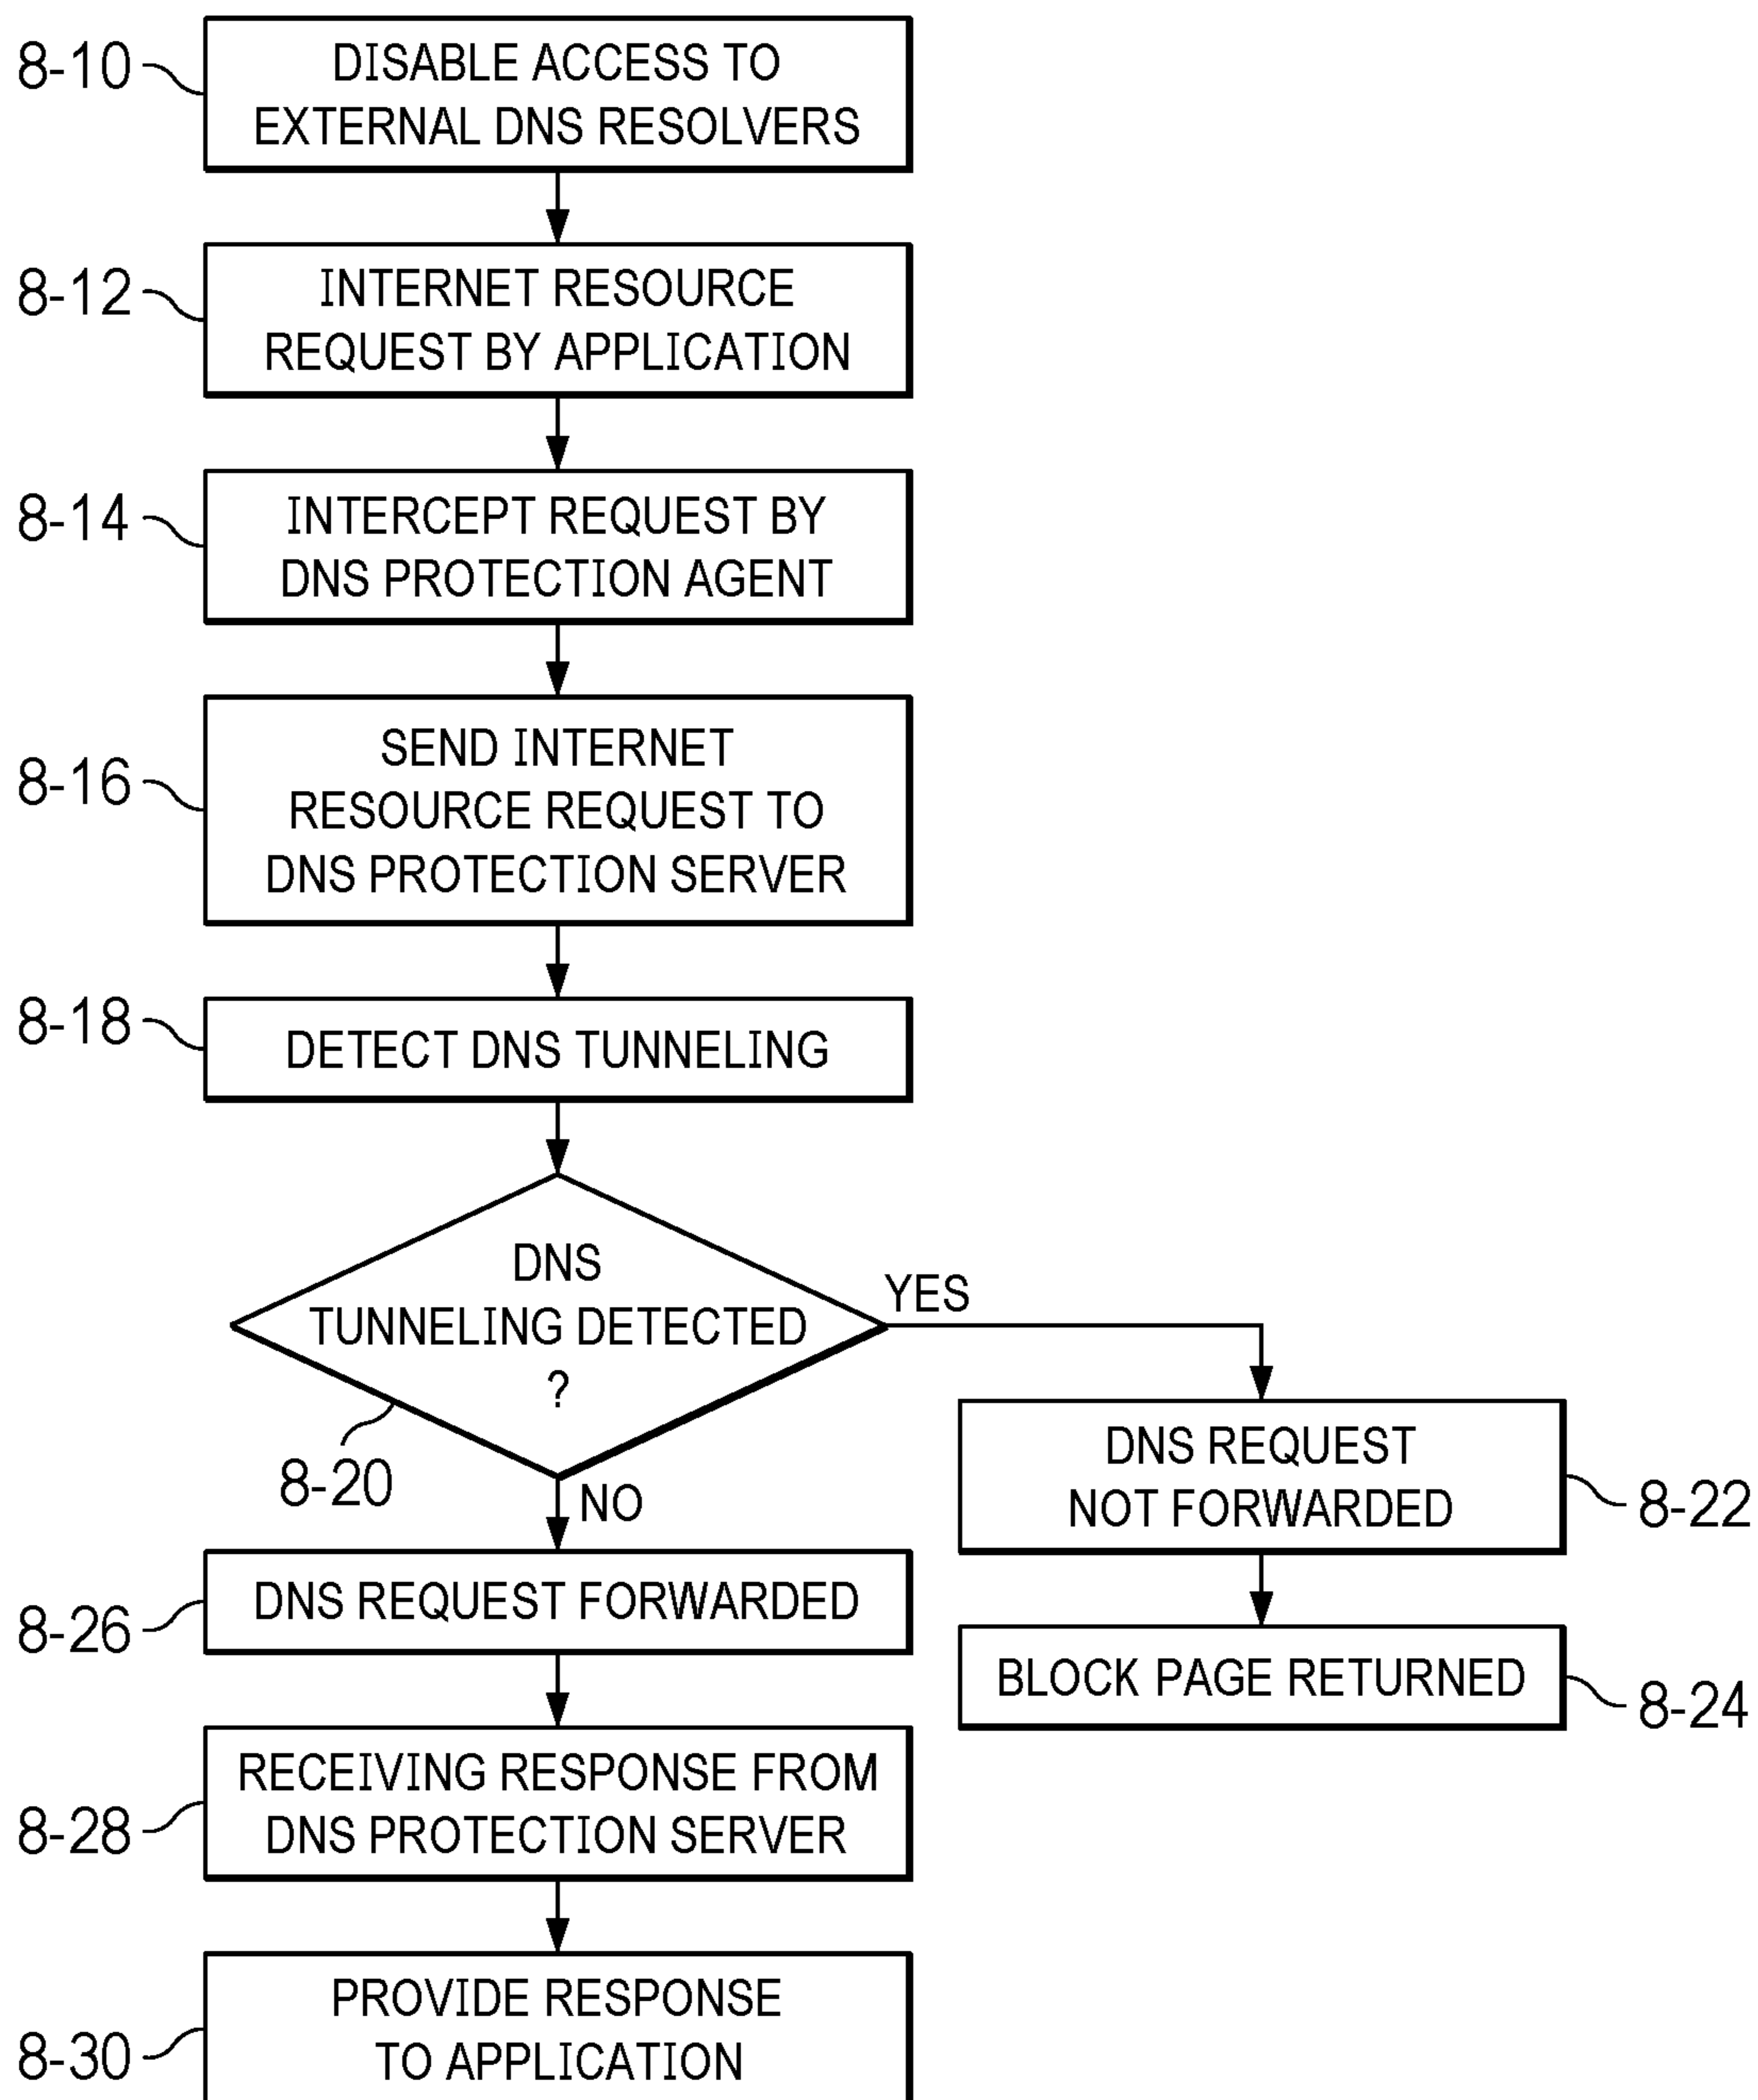 8-10
DISABLE ACCESS TO
EXTERNAL DNS RESOLVERS
8-12
INTERNET RESOURCE
REQUEST BY APPLICATION
8-14
INTERCEPT REQUEST BY
DNS PROTECTION AGENT
8-16
SEND INTERNET
RESOURCE REQUEST TO
DNS PROTECTION SERVER
8-18
DETECT DNS TUNNELING
DNS
TUNNELING DETECTED
?
8-20
YES
DNS REQUEST
NOT FORWARDED
8-22
BLOCK PAGE RETURNED
8-24
NO
DNS REQUEST FORWARDED
8-26
RECEIVING RESPONSE FROM
DNS PROTECTION SERVER
8-28
PROVIDE RESPONSE
TO APPLICATION
8-30